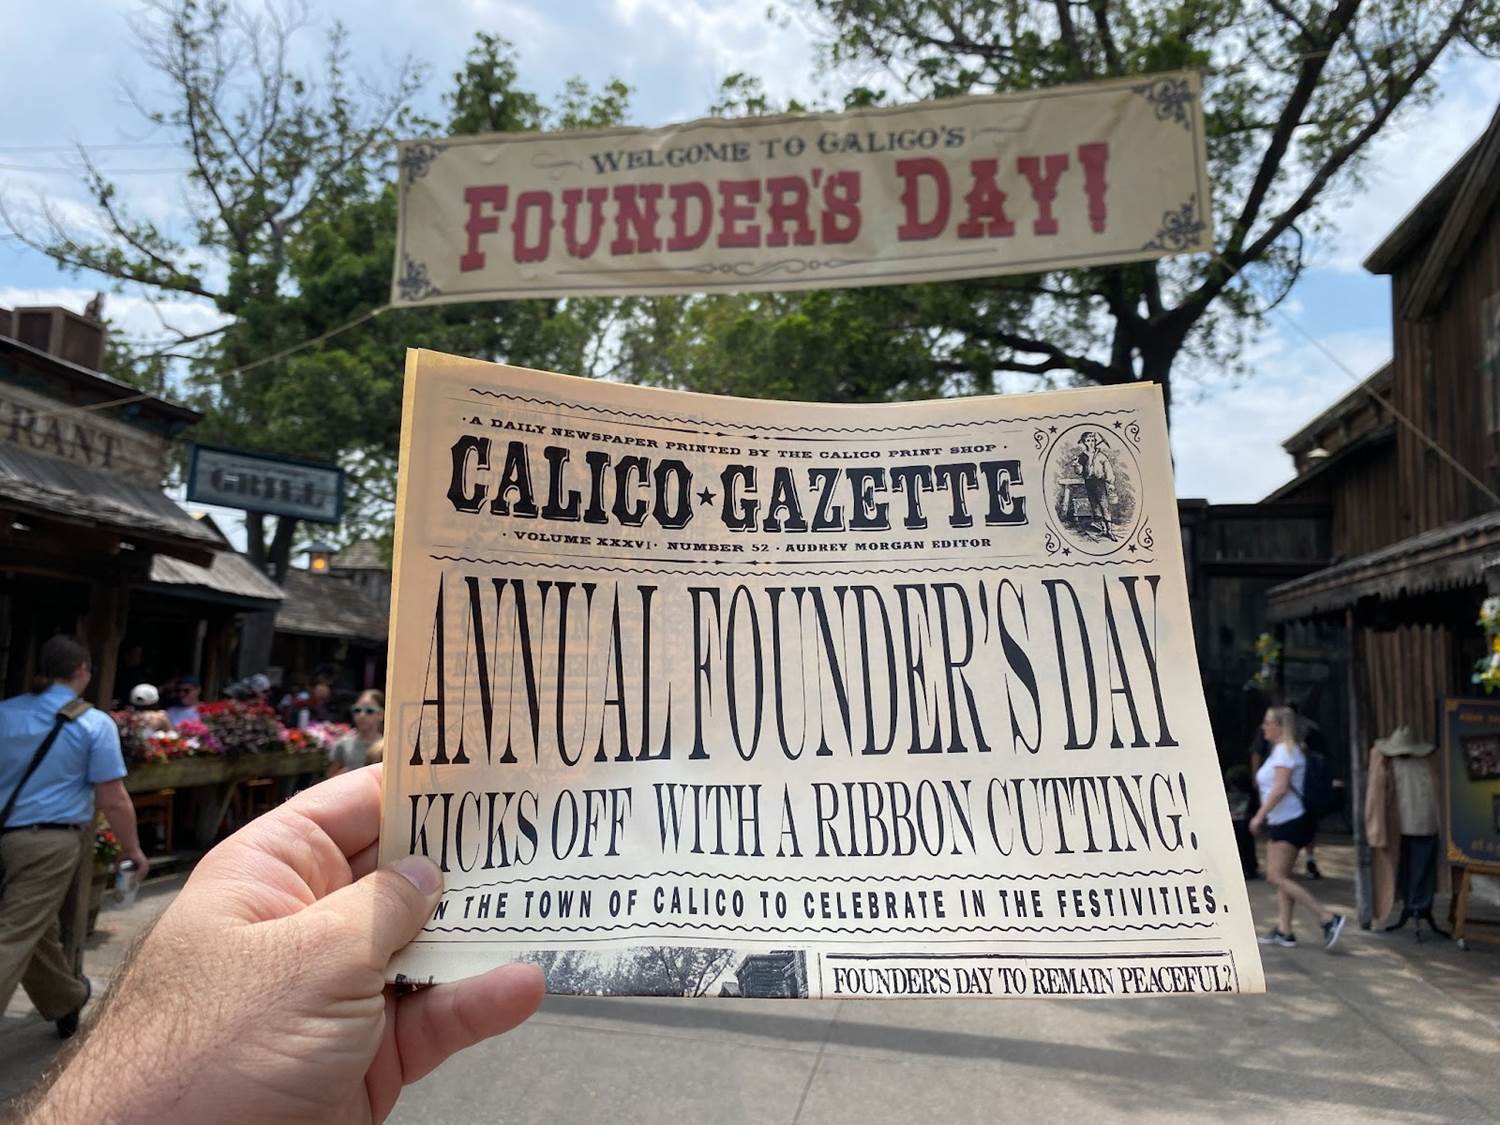 WELCOME TO CALICO'S
FOUNDER'S DAY!
RANT
GRILL
·A DAILY NEWSPAPER PRINTED BY THE CALICO PRINT SHOP·
CALICO★GAZETTE
· VOLUME XXXVI· NUMBER 52 · AUDREY MORGAN EDITOR
ANNUAL FOUNDER'S DAY
KICKS OFF WITH A RIBBON CUTTING!
THE TOWN OF CALICO TO CELEBRATE IN THE FESTIVITIES.
FOUNDER'S DAY TO REMAIN PEACEFUL?